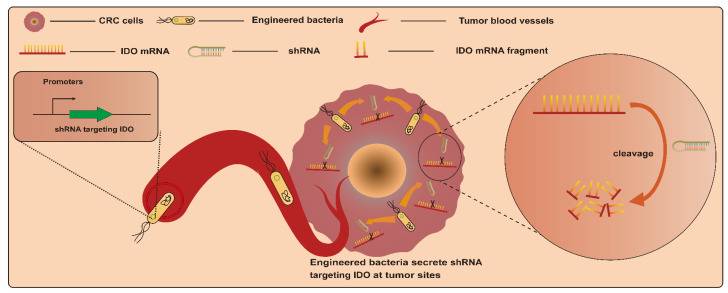 CRC cells
Engineered bacteria
Tumor blood vessels
IDO mRNA
shRNA
IDO mRNA fragment
Promoters
shRNA targeting IDO
cleavage
Engineered bacteria secrete shRNA
targeting IDO at tumor sites